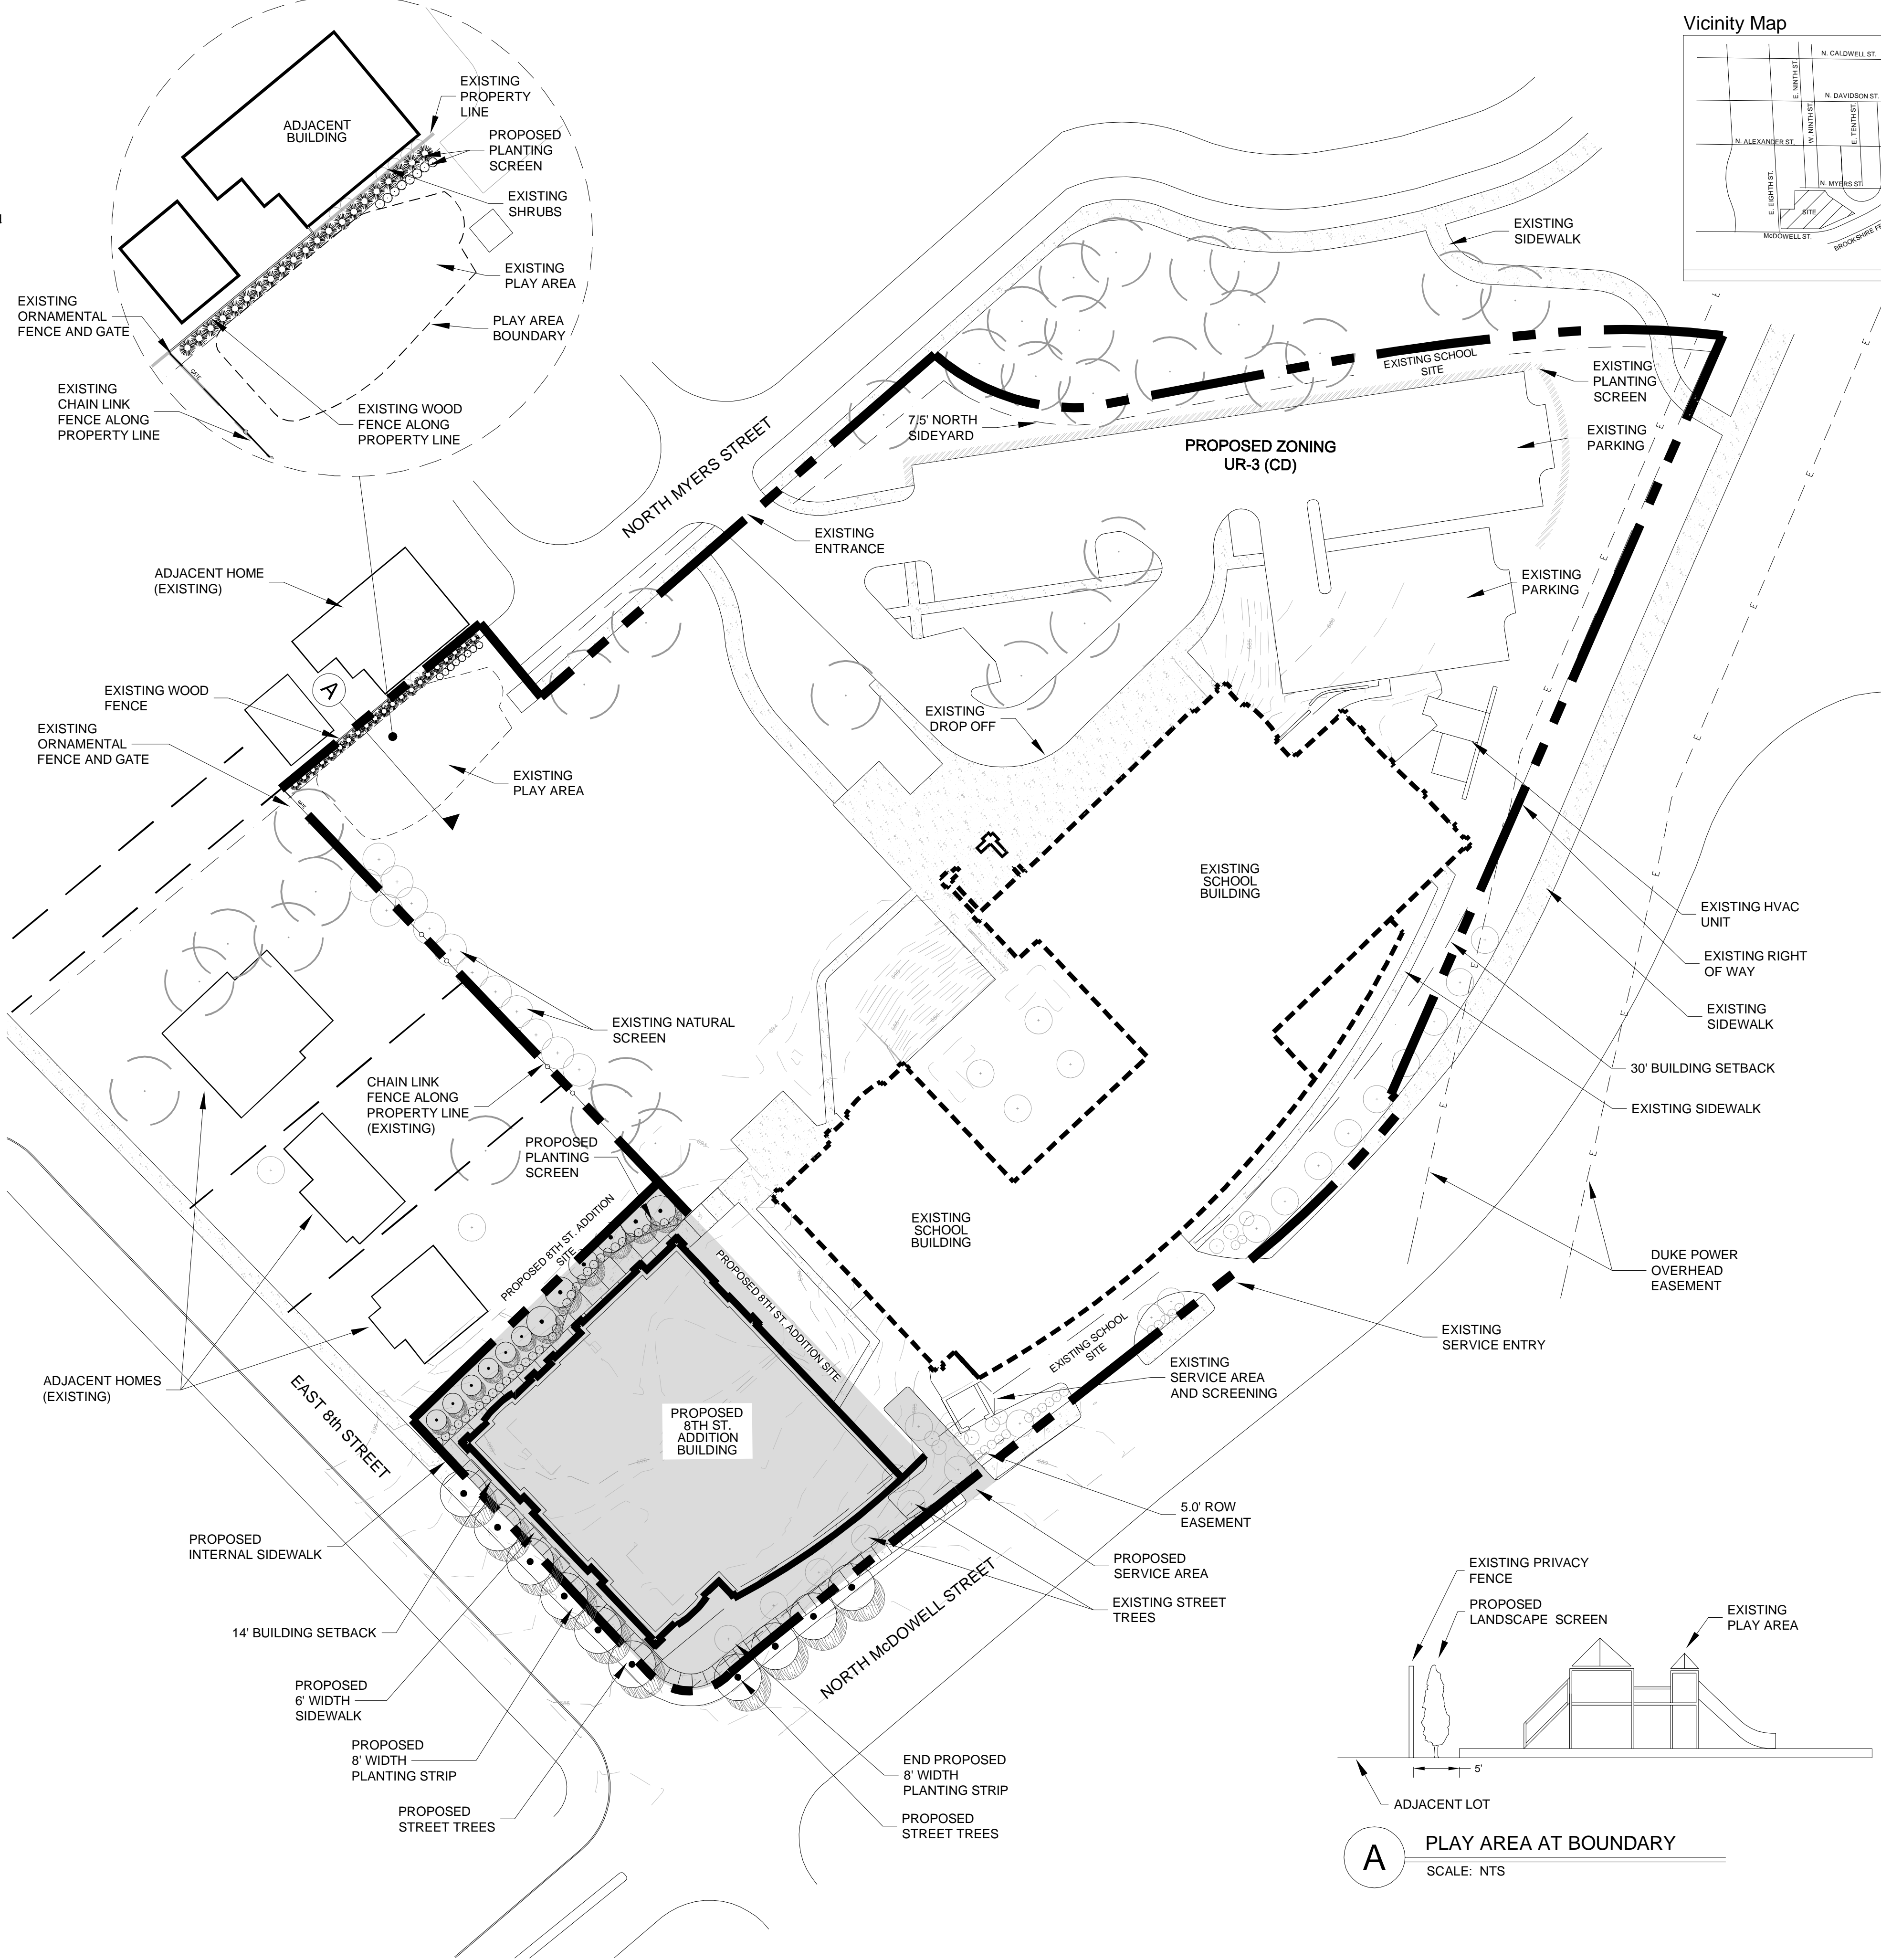 Vicinity Map
N. CALDWELL ST.
N. DAVIDSON ST.
N. ALEXANDER ST.
E. NINTH ST.
W. NINTH ST.
E. TENTH ST.
E. EIGHTH ST.
N. MYERS ST.
SITE
McDOWELL ST.
EXISTING
PROPERTY
LINE
ADJACENT
BUILDING
PROPOSED
PLANTING
SCREEN
EXISTING
SHRUBS
EXISTING
PLAY AREA
PLAY AREA
BOUNDARY
EXISTING
ORNAMENTAL
FENCE AND GATE
GATE
EXISTING
CHAIN LINK
FENCE ALONG
PROPERTY LINE
EXISTING WOOD
FENCE ALONG
PROPERTY LINE
EXISTING
SIDEWALK
EXISTING SCHOOL
SITE
EXISTING
PLANTING
SCREEN
7.5' NORTH
SIDEYARD
PROPOSED ZONING
UR-3 (CD)
EXISTING
PARKING
NORTH MYERS STREET
EXISTING
ENTRANCE
ADJACENT HOME
(EXISTING)
EXISTING
PARKING
A
EXISTING WOOD
FENCE
EXISTING
ORNAMENTAL
FENCE AND GATE
GATE
EXISTING
DROP OFF
EXISTING
PLAY AREA
EXISTING
SCHOOL
BUILDING
EXISTING HVAC
UNIT
EXISTING RIGHT
OF WAY
EXISTING
SIDEWALK
EXISTING NATURAL
SCREEN
30' BUILDING SETBACK
CHAIN LINK
FENCE ALONG
PROPERTY LINE
(EXISTING)
EXISTING SIDEWALK
PROPOSED
PLANTING
SCREEN
PROPOSED 8TH ST. ADDITION
SITE
EXISTING
SCHOOL
BUILDING
PROPOSED 8TH ST. ADDITION SITE
DUKE POWER
OVERHEAD
EASEMENT
EXISTING
SERVICE ENTRY
EXISTING SCHOOL
SITE
EXISTING
SERVICE AREA
AND SCREENING
ADJACENT HOMES
(EXISTING)
EAST 8th STREET
PROPOSED
8TH ST.
ADDITION
BUILDING
5.0' ROW
EASEMENT
PROPOSED
INTERNAL SIDEWALK
PROPOSED
SERVICE AREA
EXISTING STREET
TREES
14' BUILDING SETBACK
NORTH McDOWELL STREET
PROPOSED
6' WIDTH
SIDEWALK
PROPOSED
8' WIDTH
PLANTING STRIP
PROPOSED
STREET TREES
END PROPOSED
8' WIDTH
PLANTING STRIP
PROPOSED
STREET TREES
EXISTING PRIVACY
FENCE
PROPOSED
LANDSCAPE SCREEN
EXISTING
PLAY AREA
5'
ADJACENT LOT
A
PLAY AREA AT BOUNDARY
SCALE: NTS